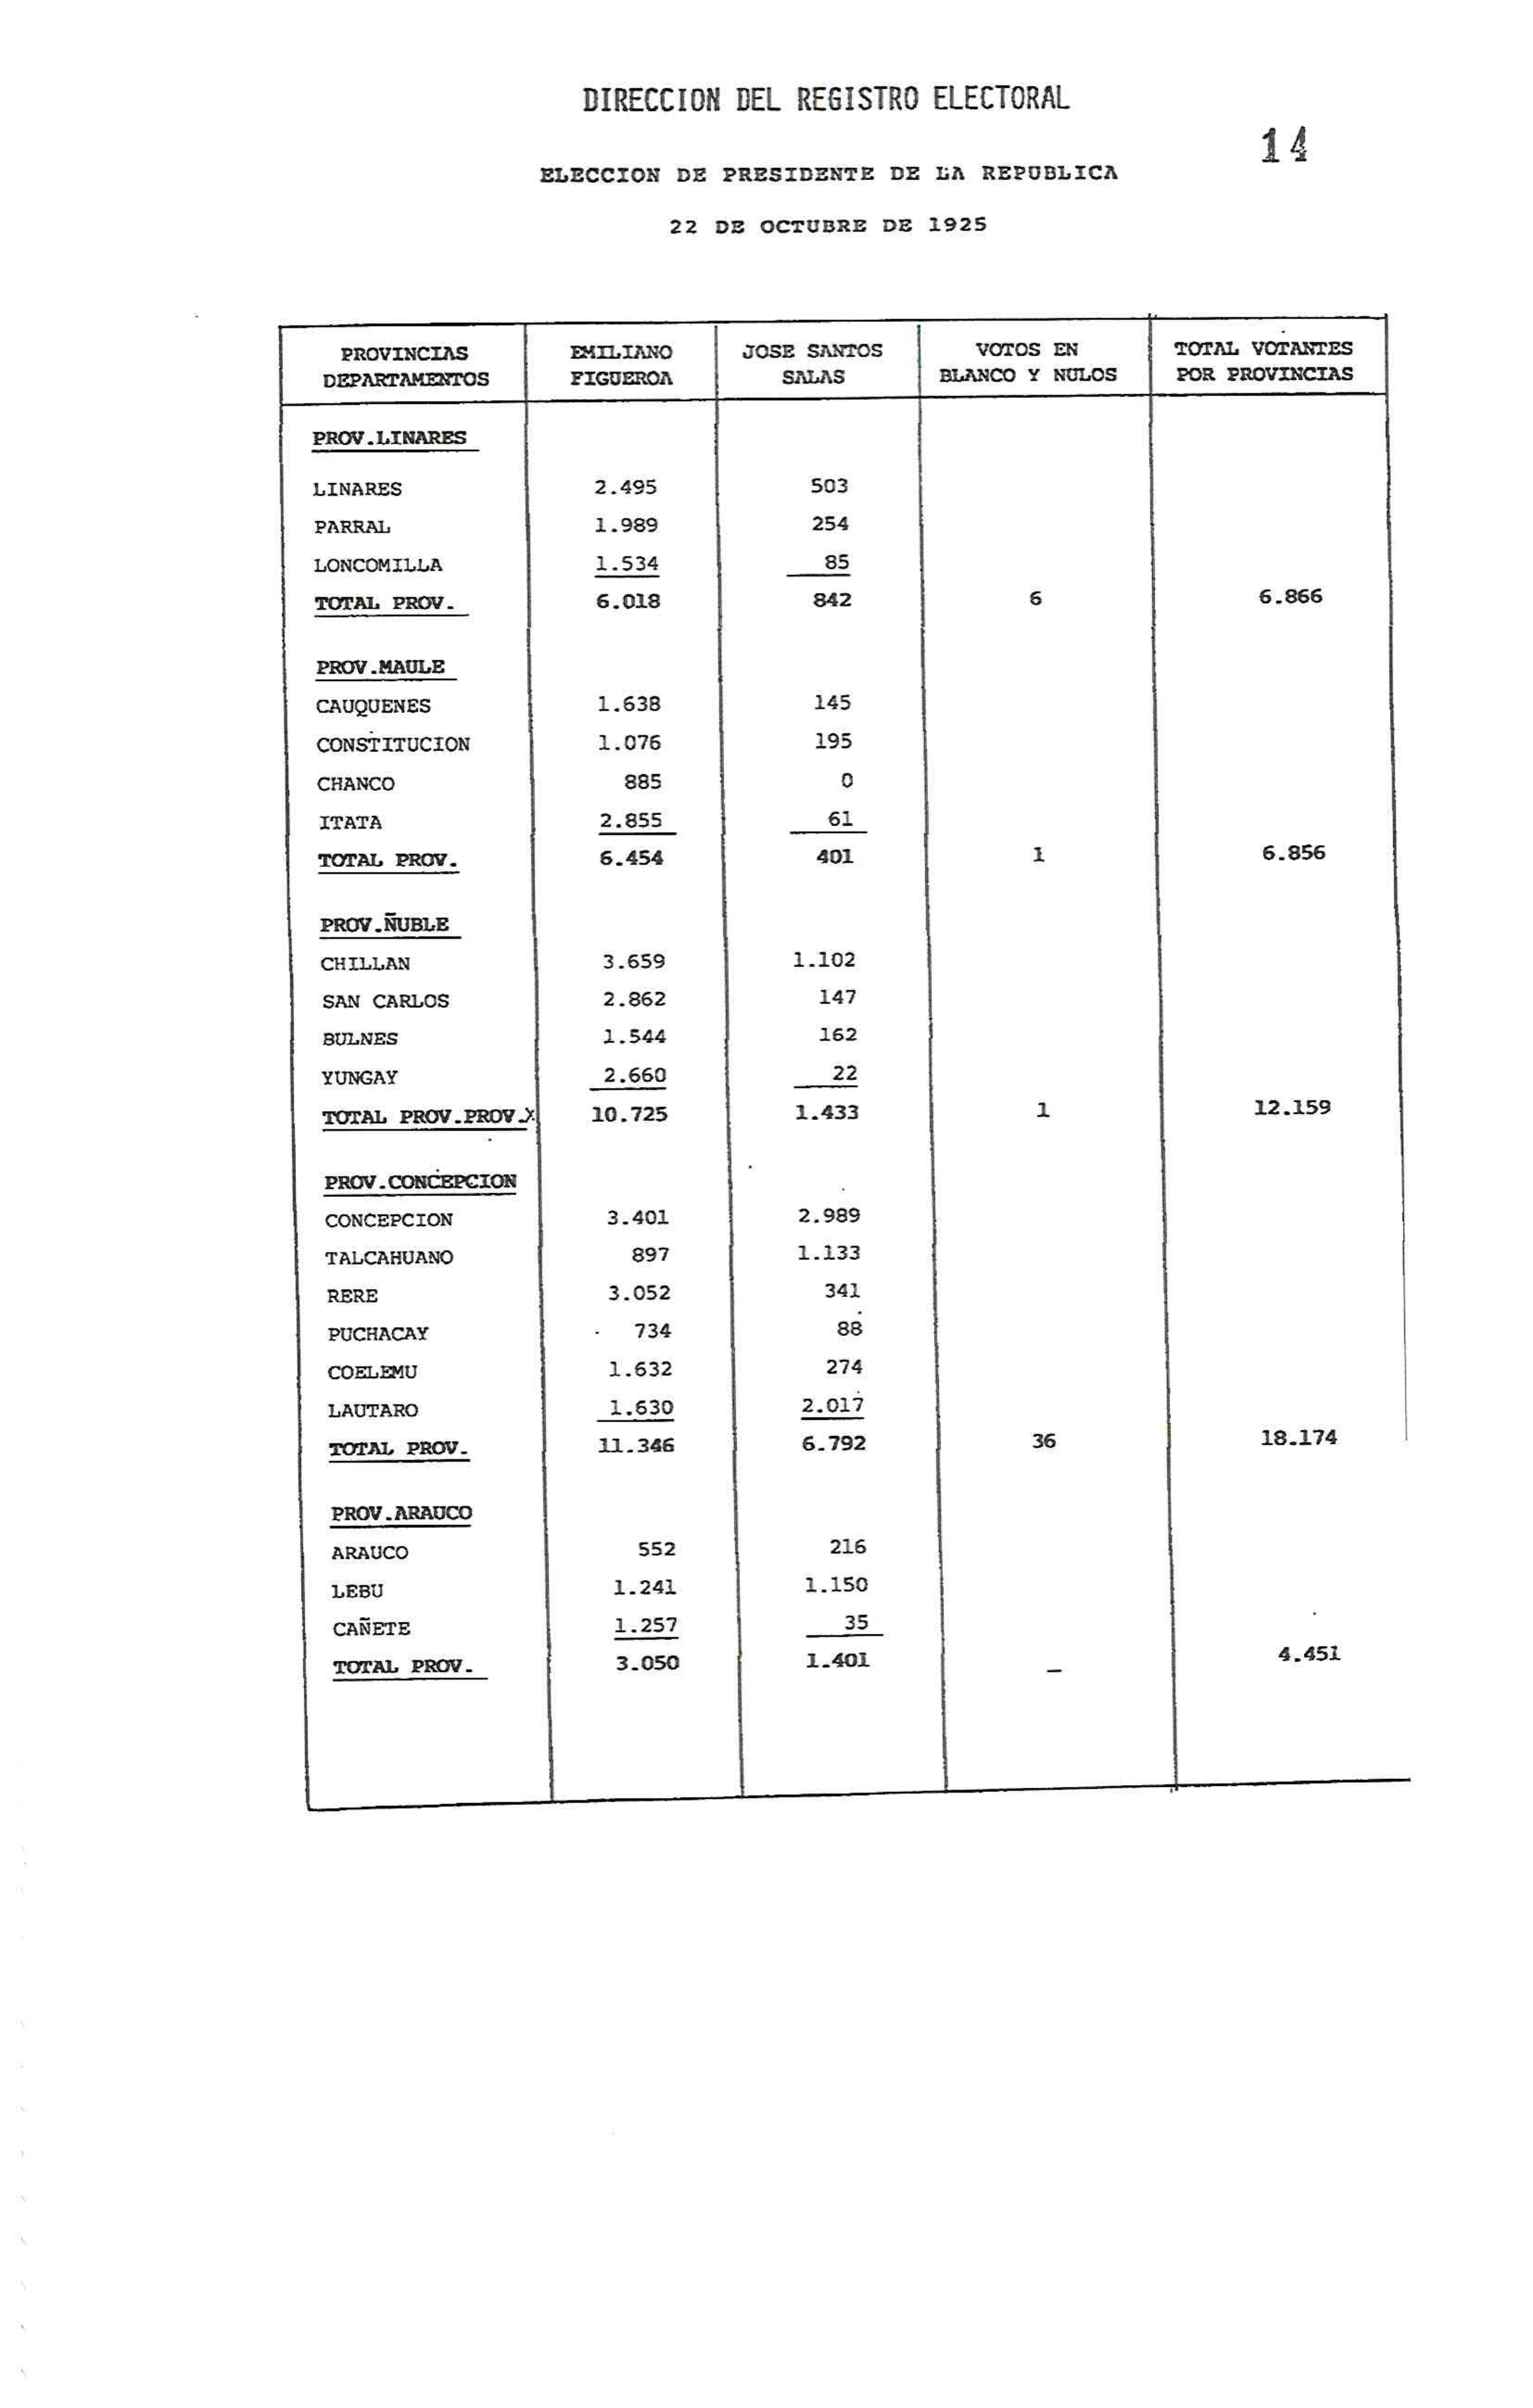 DIRECCION DEL REGISTRO ELECTORAL
14
ELECCION DE PRESIDENTE DE LA REPUBLICA
22 DE OCTUBRE DE 1925
PROVINCIAS EMILIANO JOSE SANTOS VOTOS EN TOTAL VOTANTES
DEPARTAMENTOS FIGUEROA SALAS BLANCO Y NULOS POR PROVINCIAS
PROV.LINARES
LINARES 2.495 503
PARRAL 1.989 254
LONCOMILLA 1.534 85
TOTAL PROV. 6.018 842 6 6.866
PROV.MAULE
CAUQUENES 1.638 145
CONSTITUCION 1.076 195
CHANCO 885 0
ITATA 2.855 61
TOTAL PROV. 6.454 401 1 6.856
PROV.ÑUBLE
CHILLAN 3.659 1.102
SAN CARLOS 2.862 147
BULNES 1.544 162
YUNGAY 2.660 22
TOTAL PROV.PROV.X 10.725 1.433 1 12.159
PROV.CONCEPCION
CONCEPCION 3.401 2.989
TALCAHUANO 897 1.133
RERE 3.052 341
PUCHACAY 734 88
COELEMU 1.632 274
LAUTARO 1.630 2.017
TOTAL PROV. 11.346 6.792 36 18.174
PROV.ARAUCO
ARAUCO 552 216
LEBU 1.241 1.150
CAÑETE 1.257 35
TOTAL PROV. 3.050 1.401 — 4.451